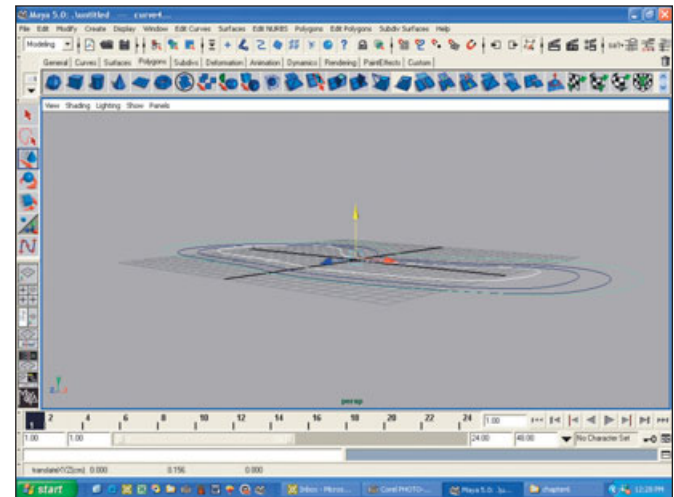 Maya 5.0: .\untitled --- curve4...
File Edit Modify Create Display Window Edit Curves Surfaces Edit NURBS Polygons Edit Polygons Subdiv Surfaces Help
Modeling
General Curves Surfaces Polygons Subdivs Deformation Animation Dynamics Rendering PaintEffects Custom
View Shading Lighting Show Panels
persp
2 4 6 8 10 12 14 16 18 20 22 24 1.00
1
1.00 1.00 24.00 48.00 No Character Set
translateXYZ(cm) 0.000 0.156 0.000
start Inbox - Micros... Corel PHOTO-... Maya 5.0: .\u... chapter4 12:28 PM